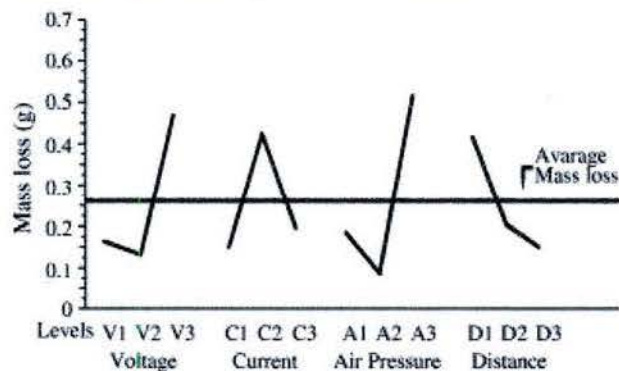 0.7
0.6
0.5
0.4
0.3
0.2
0.1
0
Mass loss (g)
Avarage
Mass loss
Levels V1 V2 V3 C1 C2 C3 A1 A2 A3 D1 D2 D3
Voltage Current Air Pressure Distance